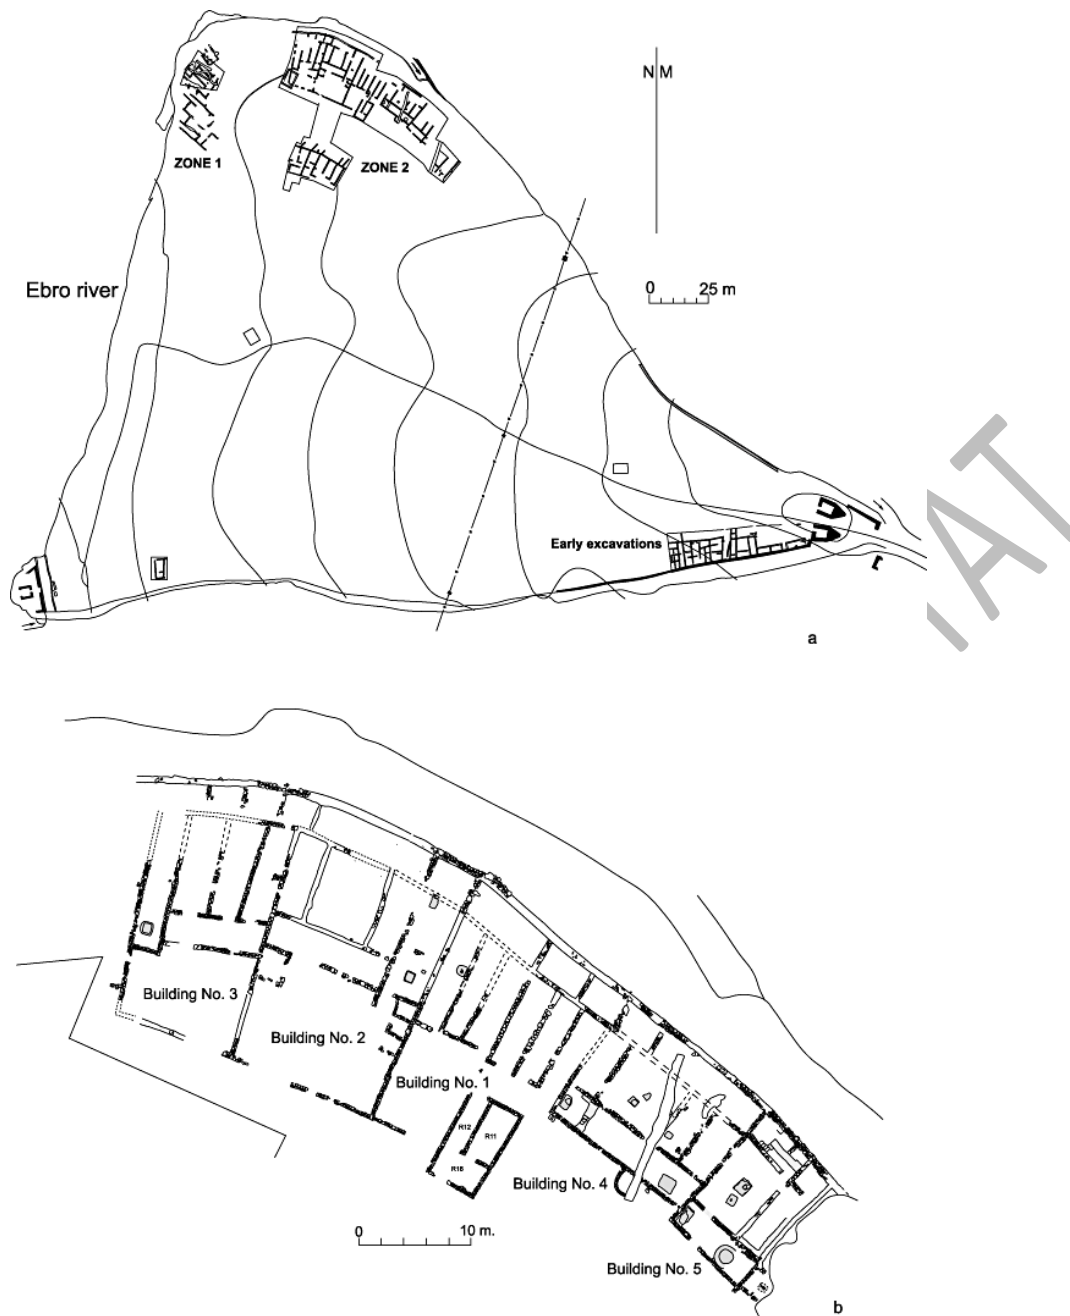 N M
ZONE 1
ZONE 2
Ebro river
0 25 m
Early excavations
a
Building No. 3
Building No. 2
Building No. 1
R12
R11
R18
Building No. 4
0 10 m.
Building No. 5
b